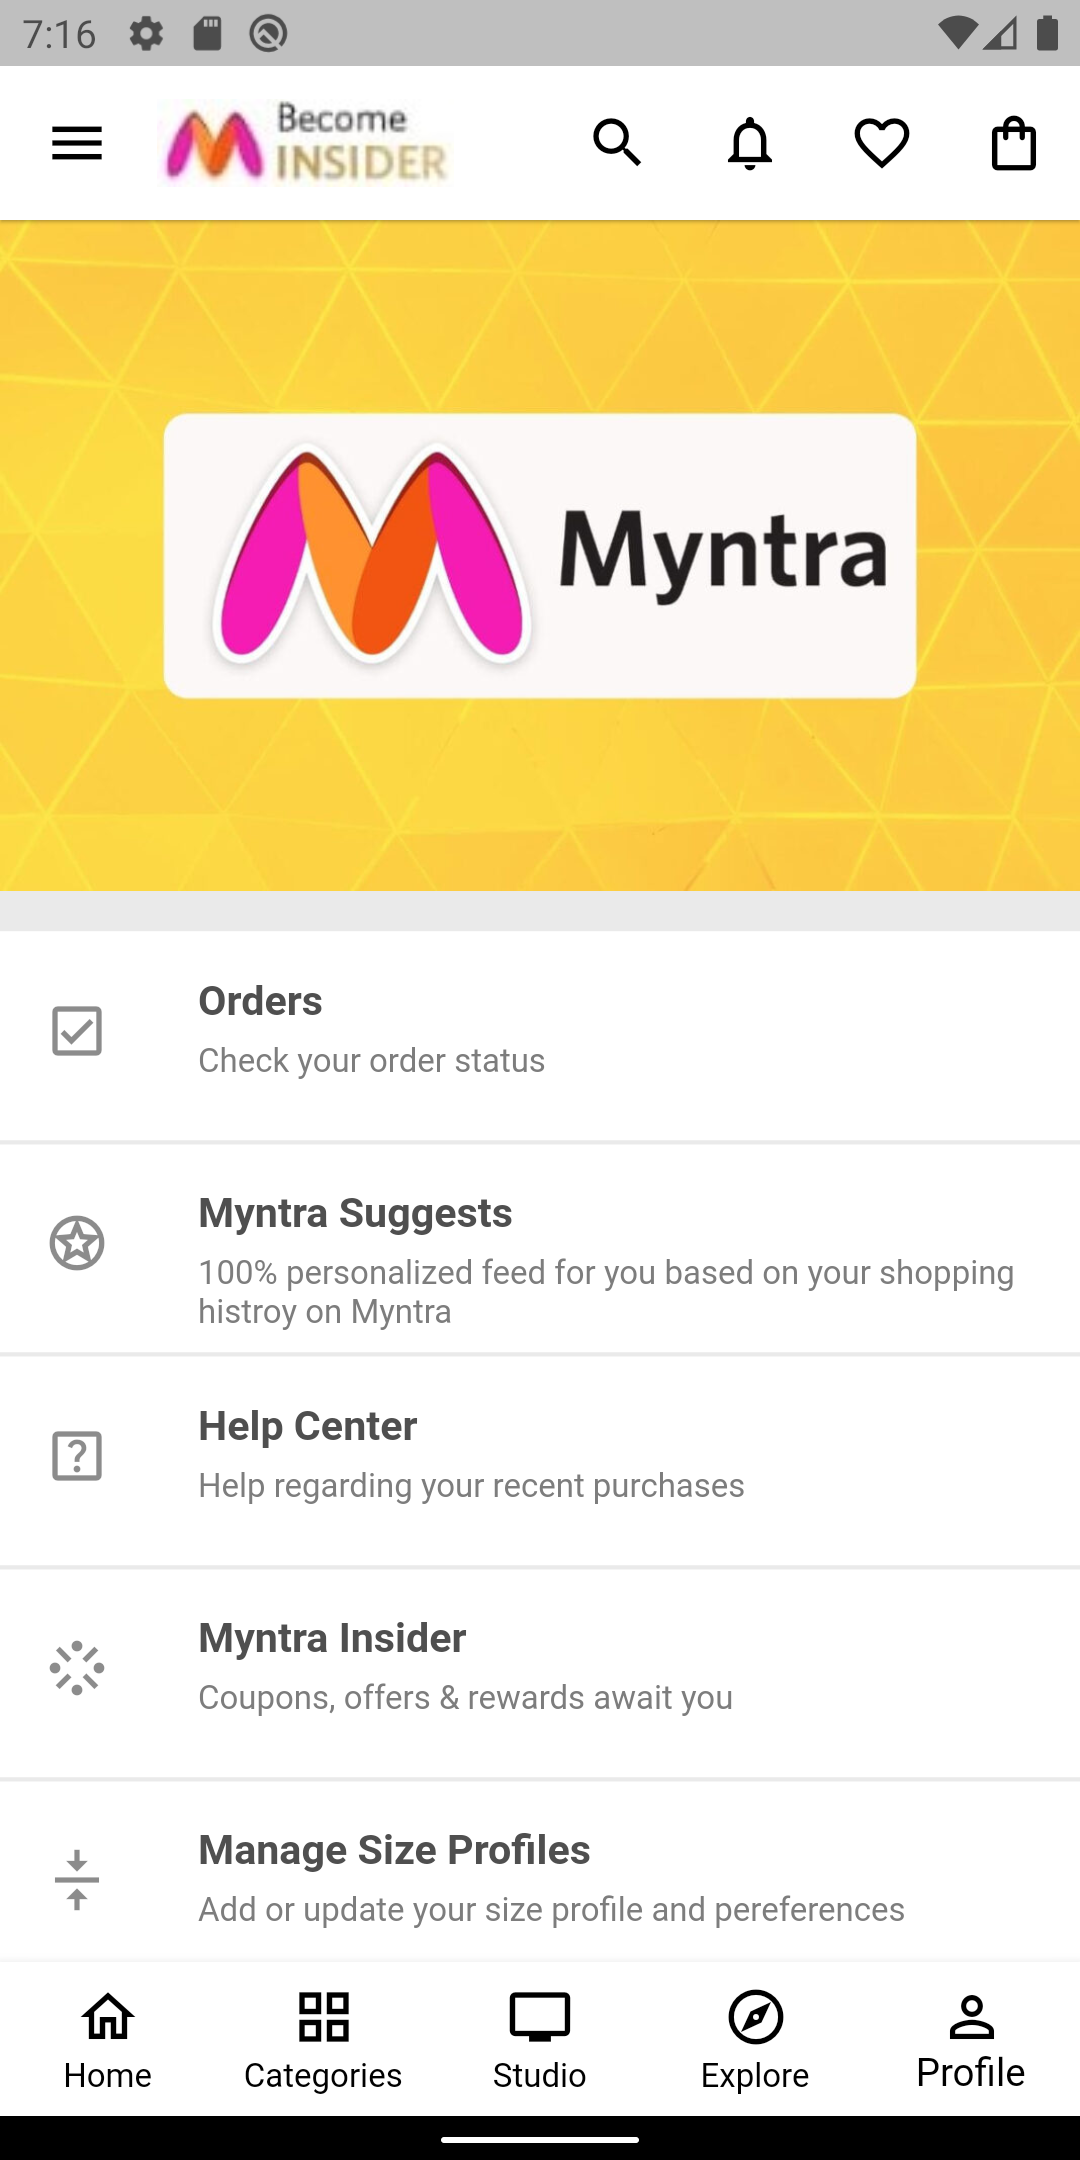 7:16
Become
INSIDER
Myntra
Orders
Check your order status
Myntra Suggests
100% personalized feed for you based on your shopping
histroy on Myntra
Help Center
Help regarding your recent purchases
Myntra Insider
Coupons, offers & rewards await you
Manage Size Profiles
Add or update your size profile and pereferences
Home
Categories
Studio
Explore
Profile